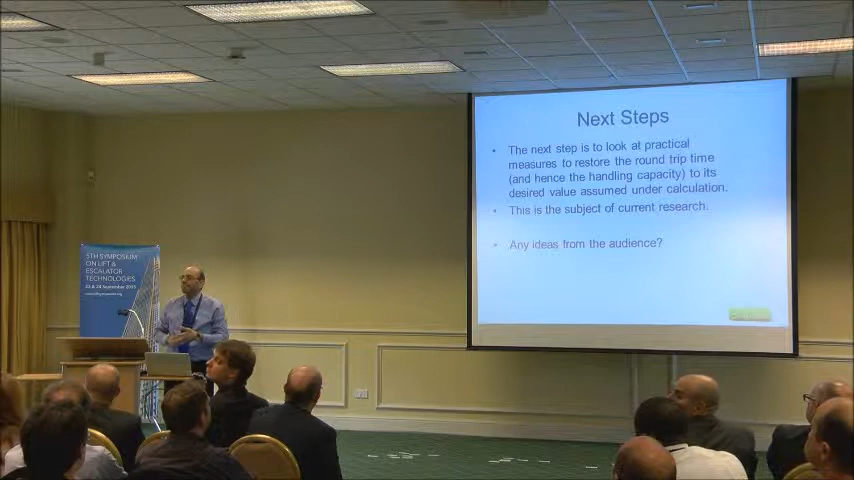 Next Steps
• The next step is to look at practical
measures to restore the round trip time
(and hence the handling capacity) to its
desired value assumed under calculation.
• This is the subject of current research.
• Any ideas from the audience?
5TH SYMPOSIUM
ON LIFT &
ESCALATOR
TECHNOLOGIES